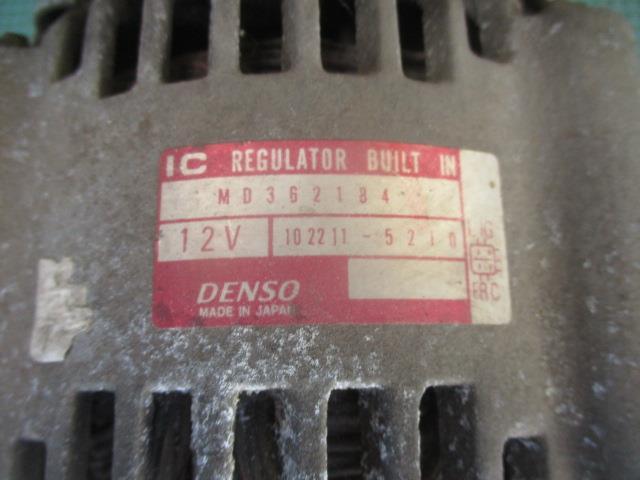 IC REGULATOR BUILT IN
MD362184
12V
102211-5210
DENSO
MADE IN JAPAN